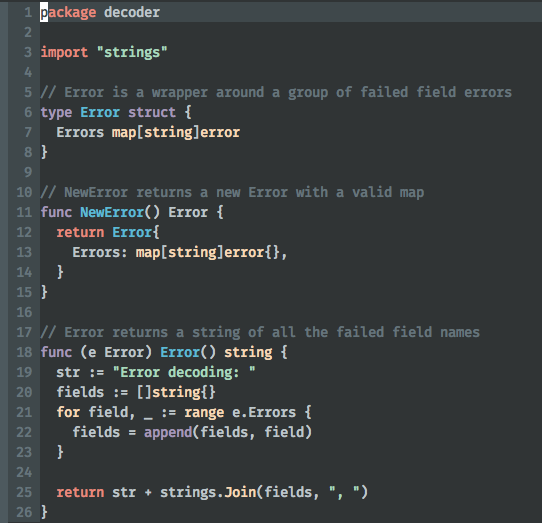 1 package decoder
2
3 import "strings"
4
5 // Error is a wrapper around a group of failed field errors
6 type Error struct {
7   Errors map[string]error
8 }
9
10 // NewError returns a new Error with a valid map
11 func NewError() Error {
12   return Error{
13     Errors: map[string]error{},
14   }
15 }
16
17 // Error returns a string of all the failed field names
18 func (e Error) Error() string {
19   str := "Error decoding: "
20   fields := []string{}
21   for field, _ := range e.Errors {
22     fields = append(fields, field)
23   }
24
25   return str + strings.Join(fields, ", ")
26 }